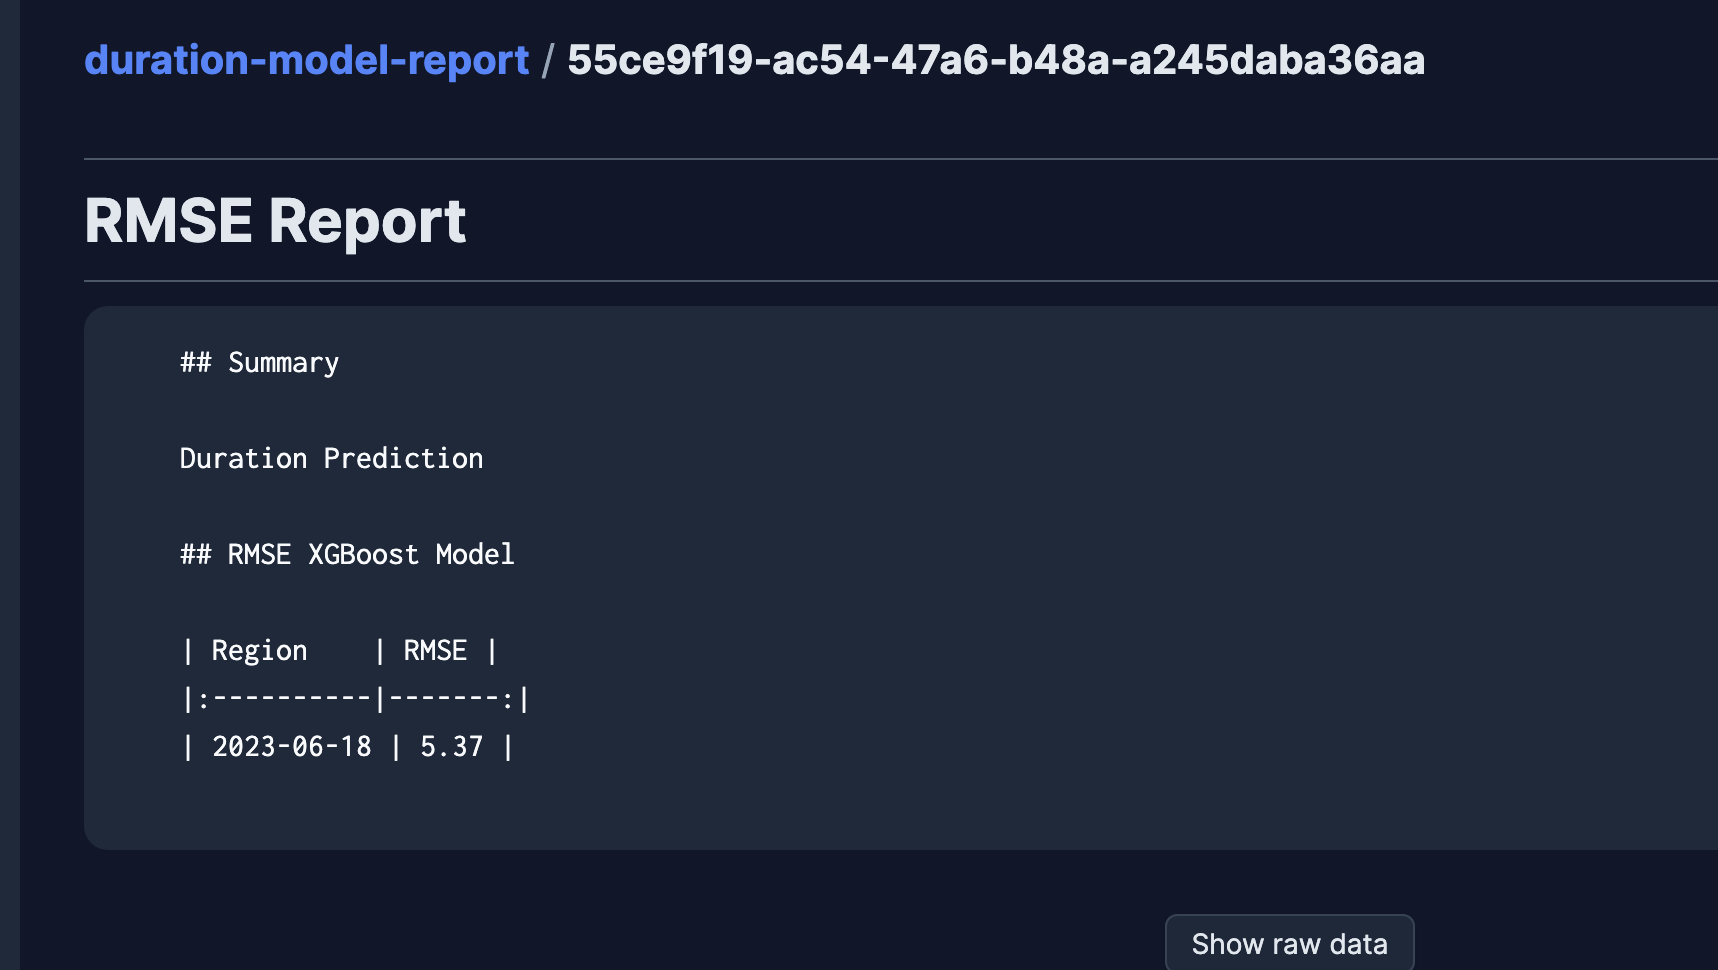 duration-model-report / 55ce9f19-ac54-47a6-b48a-a245daba36aa
RMSE Report
## Summary
Duration Prediction
## RMSE XGBoost Model
| Region    | RMSE |
|:----------|-------:|
| 2023-06-18 | 5.37 |
Show raw data